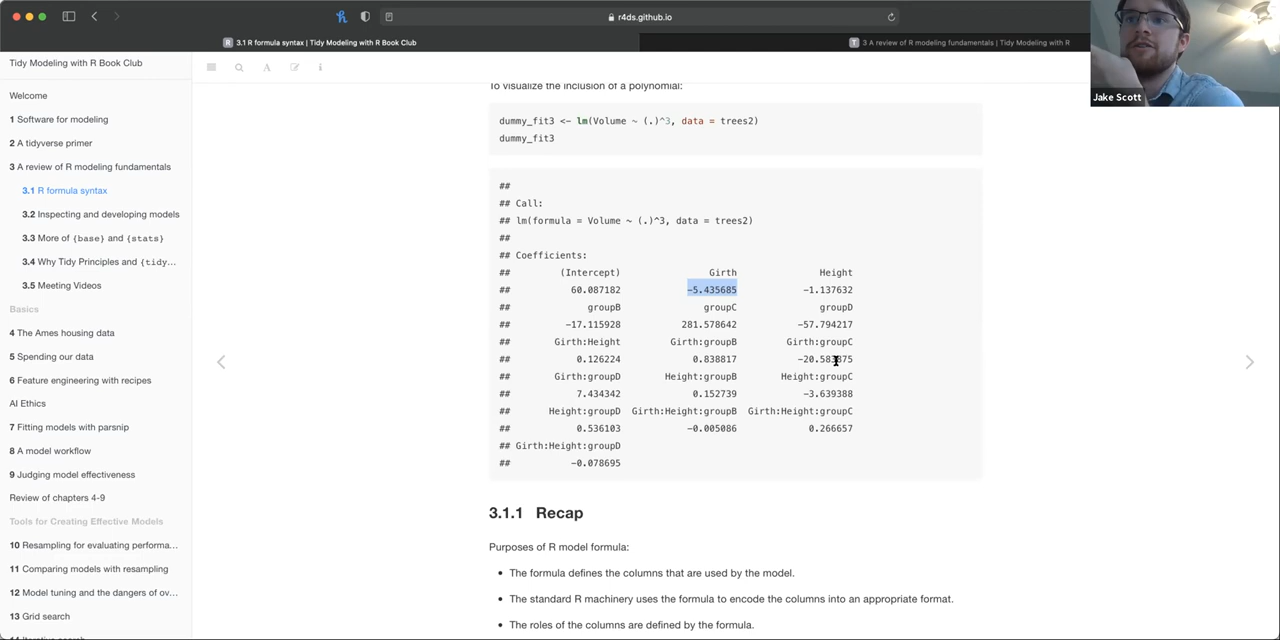 r4ds.github.io
3.1 R formula syntax | Tidy Modeling with R Book Club
3 A review of R modeling fundamentals | Tidy Modeling with R
Jake Scott
Tidy Modeling with R Book Club
Welcome
1 Software for modeling
2 A tidyverse primer
3 A review of R modeling fundamentals
3.1 R formula syntax
3.2 Inspecting and developing models
3.3 More of {base} and {stats}
3.4 Why Tidy Principles and {tidy…
3.5 Meeting Videos
Basics
4 The Ames housing data
5 Spending our data
6 Feature engineering with recipes
AI Ethics
7 Fitting models with parsnip
8 A model workflow
9 Judging model effectiveness
Review of chapters 4-9
Tools for Creating Effective Models
10 Resampling for evaluating performa…
11 Comparing models with resampling
12 Model tuning and the dangers of ov…
13 Grid search
14 Iterative search
To visualize the inclusion of a polynomial:
dummy_fit3 <- lm(Volume ~ (.)^3, data = trees2)
dummy_fit3
##
## Call:
## lm(formula = Volume ~ (.)^3, data = trees2)
##
## Coefficients:
## (Intercept) Girth Height
## 60.087182 -5.435685 -1.137632
## groupB groupC groupD
## -17.115928 281.578642 -57.794217
## Girth:Height Girth:groupB Girth:groupC
## 0.126224 0.838817 -20.583875
## Girth:groupD Height:groupB Height:groupC
## 7.434342 0.152739 -3.639388
## Height:groupD Girth:Height:groupB Girth:Height:groupC
## 0.536103 -0.005086 0.266657
## Girth:Height:groupD
## -0.078695
3.1.1 Recap
Purposes of R model formula:
• The formula defines the columns that are used by the model.
• The standard R machinery uses the formula to encode the columns into an appropriate format.
• The roles of the columns are defined by the formula.